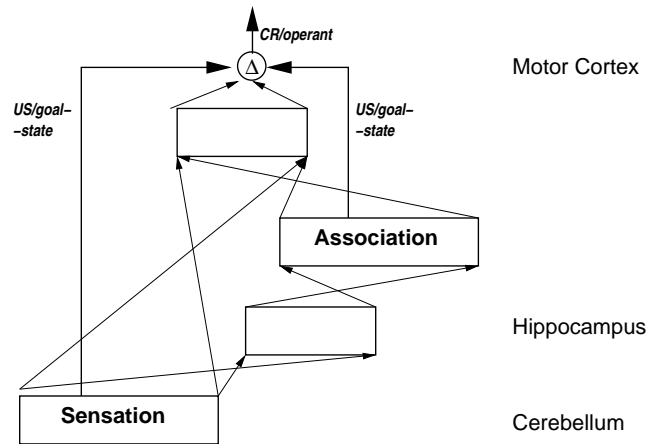 CR/operant
Δ
Motor Cortex
US/goal-
-state
US/goal-
-state
Association
Hippocampus
Sensation
Cerebellum